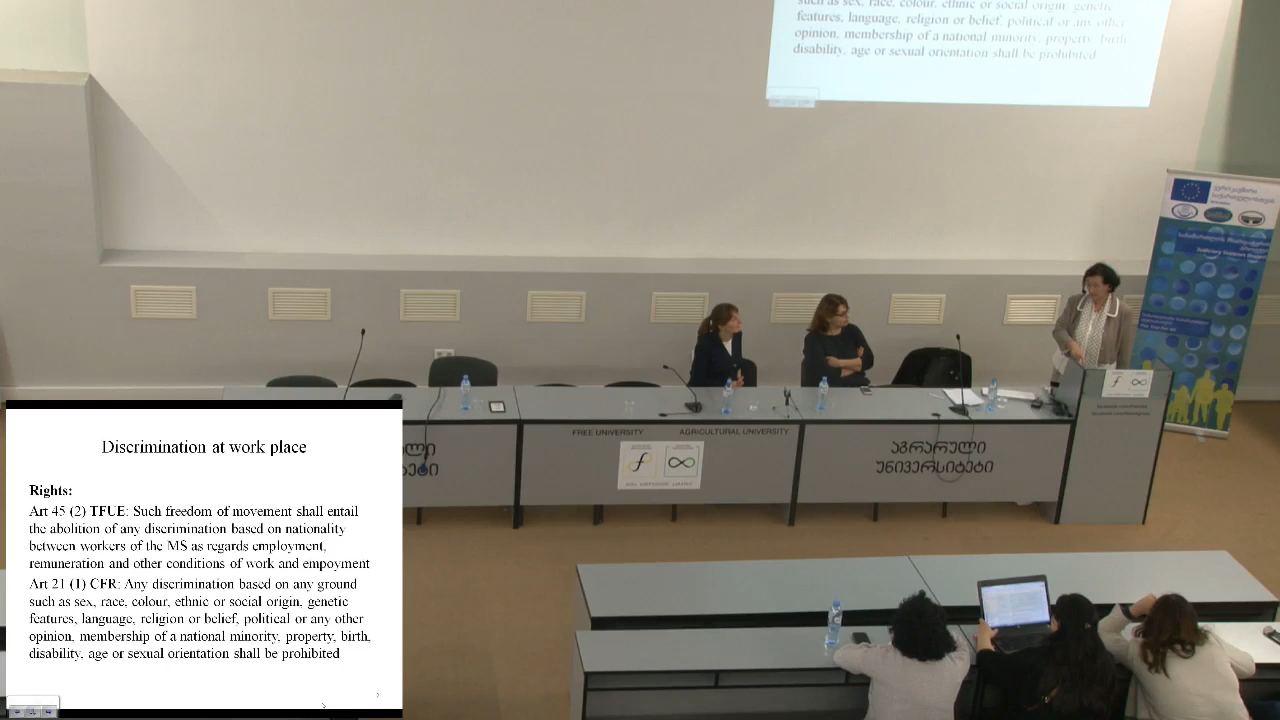 such as sex, race, colour, ethnic or social origin, genetic
features, language, religion or belief, political or any other
opinion, membership of a national minority, property, birth,
disability, age or sexual orientation shall be prohibited
FREE UNIVERSITY AGRICULTURAL UNIVERSITY
აგრარული
უნივერსიტეტი
Discrimination at work place
Rights:
Art 45 (2) TFUE: Such freedom of movement shall entail
the abolition of any discrimination based on nationality
between workers of the MS as regards employment,
remuneration and other conditions of work and empoyment
Art 21 (1) CFR: Any discrimination based on any ground
such as sex, race, colour, ethnic or social origin, genetic
features, language, religion or belief, political or any other
opinion, membership of a national minority, property, birth,
disability, age or sexual orientation shall be prohibited